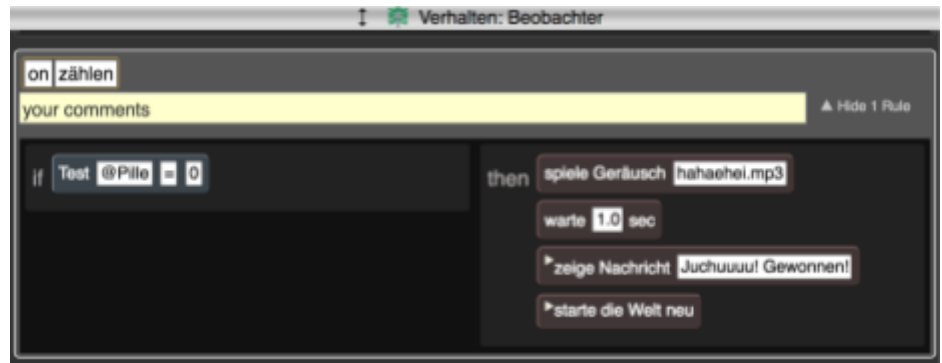 Verhalten: Beobachter
on zählen
your comments
▲ Hide 1 Rule
if Test @Pille = 0
then spiele Geräusch hahaehei.mp3
warte 1.0 sec
zeige Nachricht Juchuuuu! Gewonnen!
starte die Welt neu